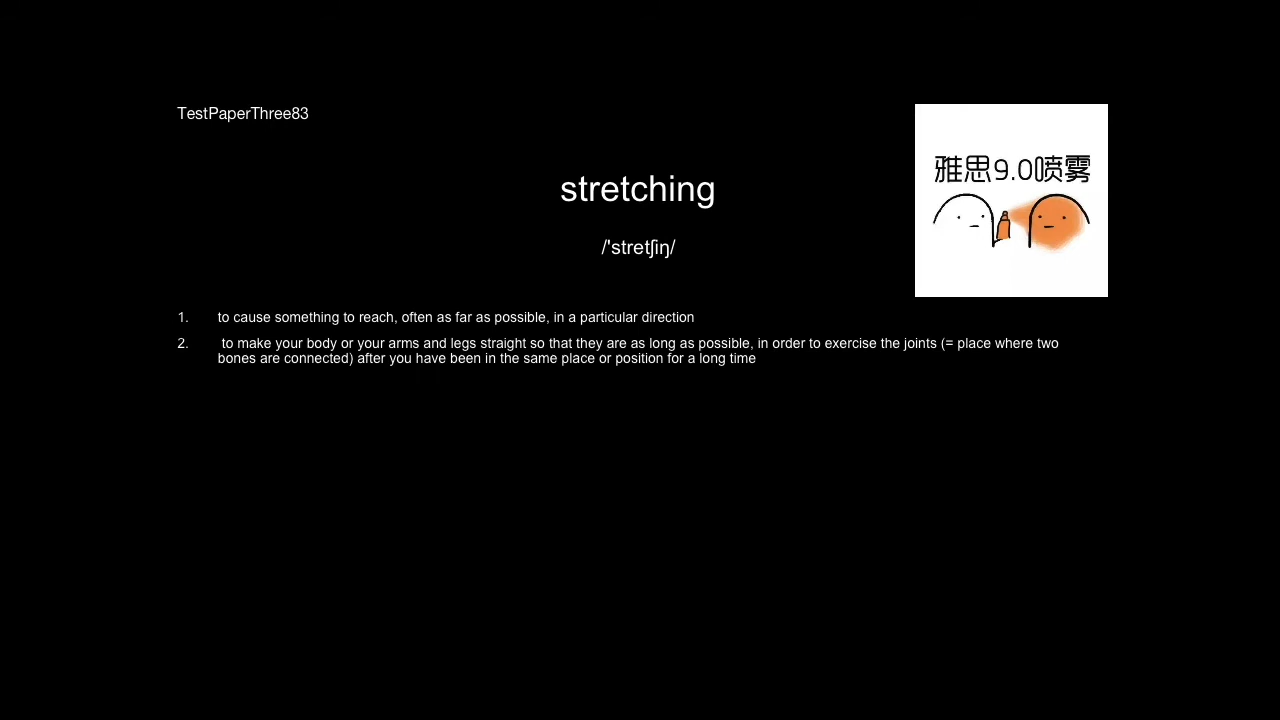 TestPaperThree83
雅思9.0喷雾
stretching
/'stretʃiŋ/
1. to cause something to reach, often as far as possible, in a particular direction
2. to make your body or your arms and legs straight so that they are as long as possible, in order to exercise the joints (= place where two
bones are connected) after you have been in the same place or position for a long time